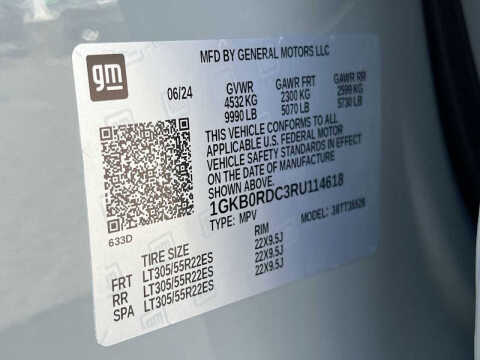 gm
MFD BY GENERAL MOTORS LLC
06/24 GVWR GAWR FRT GAWR RR
4532 KG 2300 KG 2599 KG
9990 LB 5070 LB 5730 LB
THIS VEHICLE CONFORMS TO ALL
APPLICABLE U.S. FEDERAL MOTOR
VEHICLE SAFETY STANDARDS IN EFFECT
ON THE DATE OF MANUFACTURE
SHOWN ABOVE.
1GKB0RDC3RU114618
TYPE: MPV MODEL: 38TT35526
633D
TIRE SIZE RIM
FRT LT305/55R22ES 22X9.5J
RR LT305/55R22ES 22X9.5J
SPA LT305/55R22ES 22X9.5J